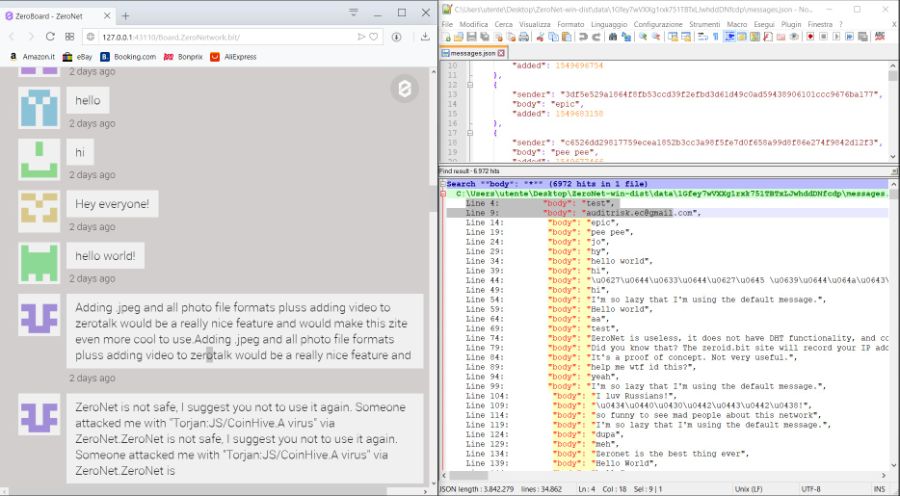 ZeroBoard - ZeroNet
127.0.0.1:43110/Board.ZeroNetwork.bit/
Amazon.it eBay Booking.com Bonprix AliExpress
2 days ago
hello
2 days ago
hi
2 days ago
Hey everyone!
2 days ago
hello world!
2 days ago
Adding .jpeg and all photo file formats pluss adding video to
zerotalk would be a really nice feature and would make this zite
even more cool to use.Adding .jpeg and all photo file formats
pluss adding video to zerotalk would be a really nice feature and
2 days ago
ZeroNet is not safe, I suggest you not to use it again. Someone
attacked me with "Torjan:JS/CoinHive.A virus" via
ZeroNet.ZeroNet is not safe, I suggest you not to use it again.
Someone attacked me with "Torjan:JS/CoinHive.A virus" via
ZeroNet.ZeroNet is
C:\Users\utente\Desktop\ZeroNet-win-dist\data\1Gfey7wVXXg1rxk751TBTxLJwhddDNfcdp\messages.json - No...
File Modifica Cerca Visualizza Formato Linguaggio Configurazione Strumenti Macro Esegui Plugin Finestra ?
messages.json
10 "added": 1549696754
11 },
12 {
13 "sender": "3df5e529a1864f8fb53ccd39f2efbd3d61d49c0ad59438906101ccc9676ba177",
14 "body": "epic",
15 "added": 1549683150
16 },
17 {
18 "sender": "c6526dd29817759ecea1852b3cc3a98f5fe7d0f658a99d8f86e274f9842d12f3",
19 "body": "pee pee",
Find result - 6.972 hits
Search ""body": "*"" (6972 hits in 1 file)
C:\Users\utente\Desktop\ZeroNet-win-dist\data\1Gfey7wVXXg1rxk751TBTxLJwhddDNfcdp\messages.
Line 4: "body": "test",
Line 9: "body": "auditrisk.ec@gmail.com",
Line 14: "body": "epic",
Line 19: "body": "pee pee",
Line 24: "body": "jo",
Line 29: "body": "hy",
Line 34: "body": "hello world",
Line 39: "body": "hi",
Line 44: "body": "\u0627\u0644\u0633\u0644\u0627\u0645 \u0639\u0644\u064a\u0643\
Line 49: "body": "hi",
Line 54: "body": "I'm so lazy that I'm using the default message.",
Line 59: "body": "Hello world",
Line 64: "body": "aa",
Line 69: "body": "test",
Line 74: "body": "ZeroNet is useless, it does not have DHT functionality, and co
Line 79: "body": "Did you know that? The zeroid.bit site will record your IP add
Line 84: "body": "It's a proof of concept. Not very useful.",
Line 89: "body": "help me wtf id this?",
Line 94: "body": "yeah",
Line 99: "body": "I'm so lazy that I'm using the default message.",
Line 104: "body": "I luv Russians!",
Line 109: "body": "\u0434\u0440\u0430\u0442\u0443\u0442\u0438!",
Line 114: "body": "so funny to see mad people about this network",
Line 119: "body": "I'm so lazy that I'm using the default message.",
Line 124: "body": "dupa",
Line 129: "body": "meh",
Line 134: "body": "Zeronet is the best thing ever",
Line 139: "body": "Hello World",
JSON length : 3.842.279 lines : 34.862 Ln : 4 Col : 18 Sel : 9 | 1 Unix (LF) UTF-8 INS